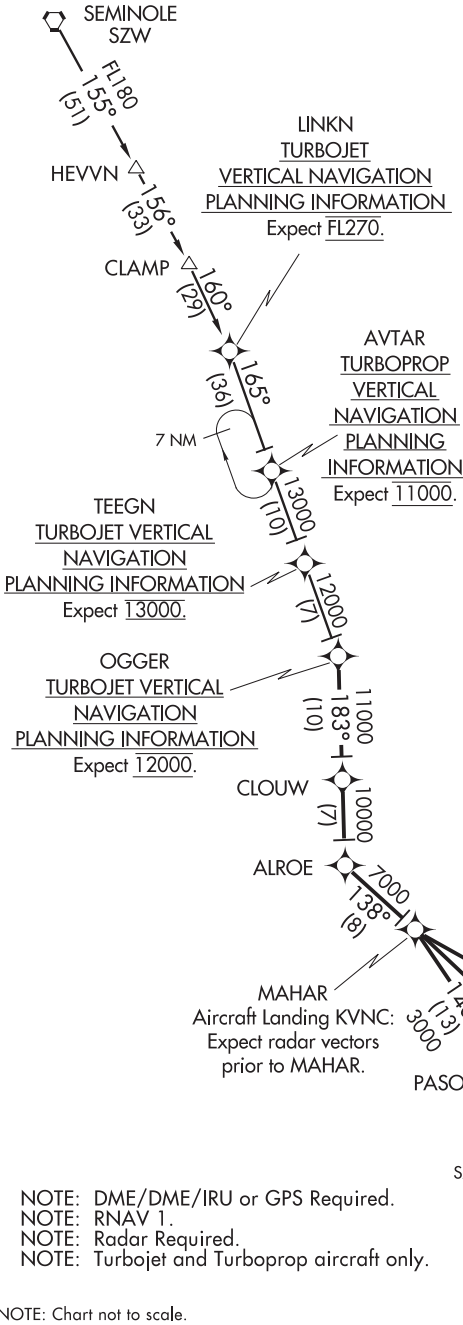 SEMINOLE
SZW
FL180
155°
(51)
HEVVN
156°
(33)
CLAMP
160°
(29)
LINKN
TURBOJET
VERTICAL NAVIGATION
PLANNING INFORMATION
Expect FL270.
165°
(36)
7 NM
AVTAR
TURBOPROP
VERTICAL
NAVIGATION
PLANNING
INFORMATION
Expect 11000.
13000
(10)
TEEGN
TURBOJET VERTICAL
NAVIGATION
PLANNING INFORMATION
Expect 13000.
12000
(7)
OGGER
TURBOJET VERTICAL
NAVIGATION
PLANNING INFORMATION
Expect 12000.
11000
183°
(10)
CLOUW
10000
(7)
ALROE
7000
138°
(8)
MAHAR
Aircraft Landing KVNC:
Expect radar vectors
prior to MAHAR.
(13)
3000
PASO
S
NOTE: DME/DME/IRU or GPS Required.
NOTE: RNAV 1.
NOTE: Radar Required.
NOTE: Turbojet and Turboprop aircraft only.
NOTE: Chart not to scale.